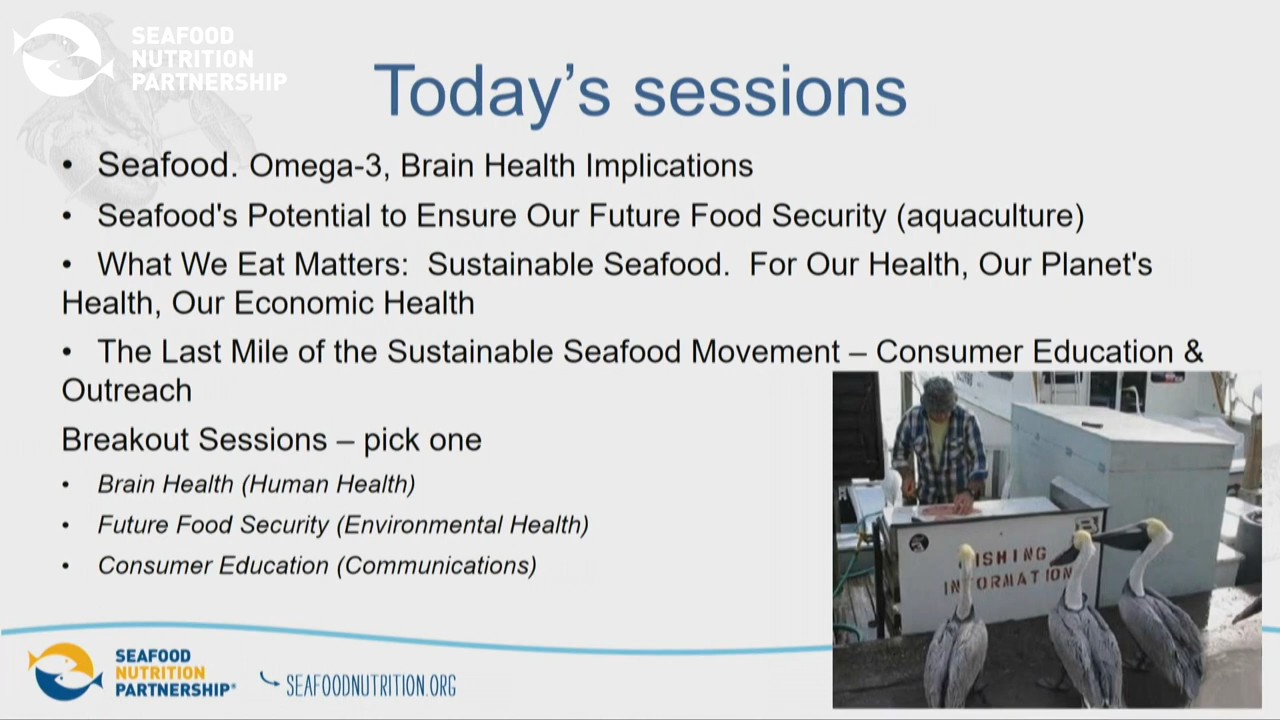 SEAFOOD
NUTRITION
PARTNERSHIP
Today's sessions
• Seafood. Omega-3, Brain Health Implications
• Seafood's Potential to Ensure Our Future Food Security (aquaculture)
• What We Eat Matters:  Sustainable Seafood.  For Our Health, Our Planet's
Health, Our Economic Health
• The Last Mile of the Sustainable Seafood Movement – Consumer Education &
Outreach
Breakout Sessions – pick one
• Brain Health (Human Health)
• Future Food Security (Environmental Health)
• Consumer Education (Communications)
ISHING
INFORMATION
SEAFOOD
NUTRITION
PARTNERSHIP®
SEAFOODNUTRITION.ORG